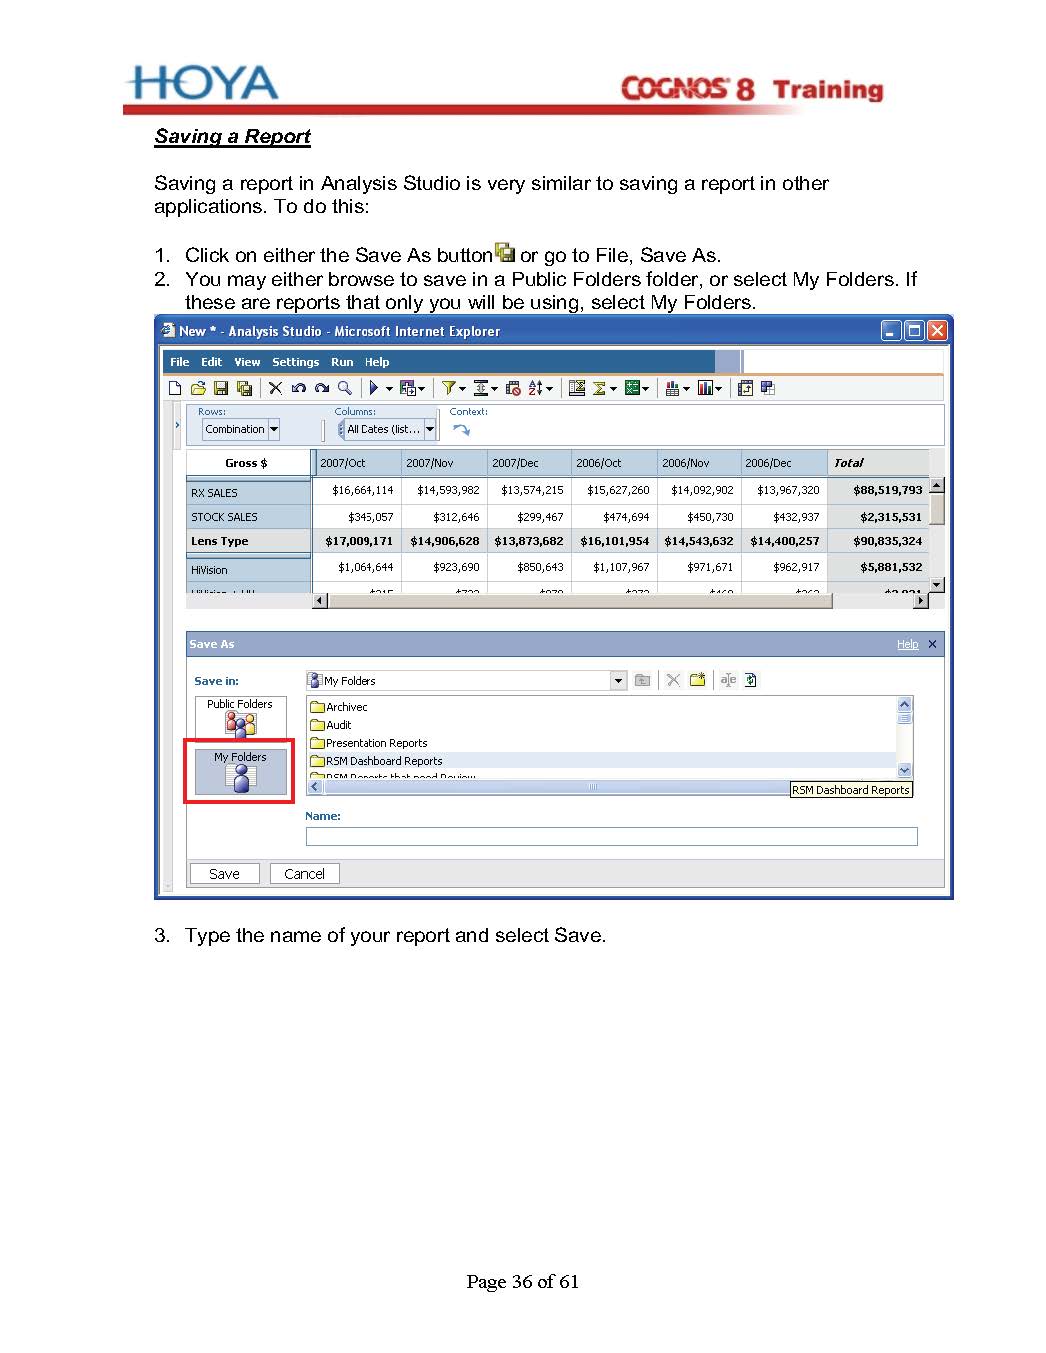 HOYA
COGNOS 8 Training
Saving a Report
Saving a report in Analysis Studio is very similar to saving a report in other
applications. To do this:
1. Click on either the Save As button or go to File, Save As.
2. You may either browse to save in a Public Folders folder, or select My Folders. If
these are reports that only you will be using, select My Folders.
New * - Analysis Studio - Microsoft Internet Explorer
File Edit View Settings Run Help
Rows: Columns: Context:
Combination All Dates (list...
Gross $ 2007/Oct 2007/Nov 2007/Dec 2006/Oct 2006/Nov 2006/Dec Total
RX SALES $16,664,114 $14,593,982 $13,574,215 $15,627,260 $14,092,902 $13,967,320 $88,519,793
STOCK SALES $345,057 $312,646 $299,467 $474,694 $450,730 $432,937 $2,315,531
Lens Type $17,009,171 $14,906,628 $13,873,682 $16,101,954 $14,543,632 $14,400,257 $90,835,324
HiVision $1,064,644 $923,690 $850,643 $1,107,967 $971,671 $962,917 $5,881,532
Save As Help
Save in: My Folders
Public Folders
Archivec
Audit
Presentation Reports
My Folders
RSM Dashboard Reports
RSM Reports that need Review
RSM Dashboard Reports
Name:
Save Cancel
3. Type the name of your report and select Save.
Page 36 of 61